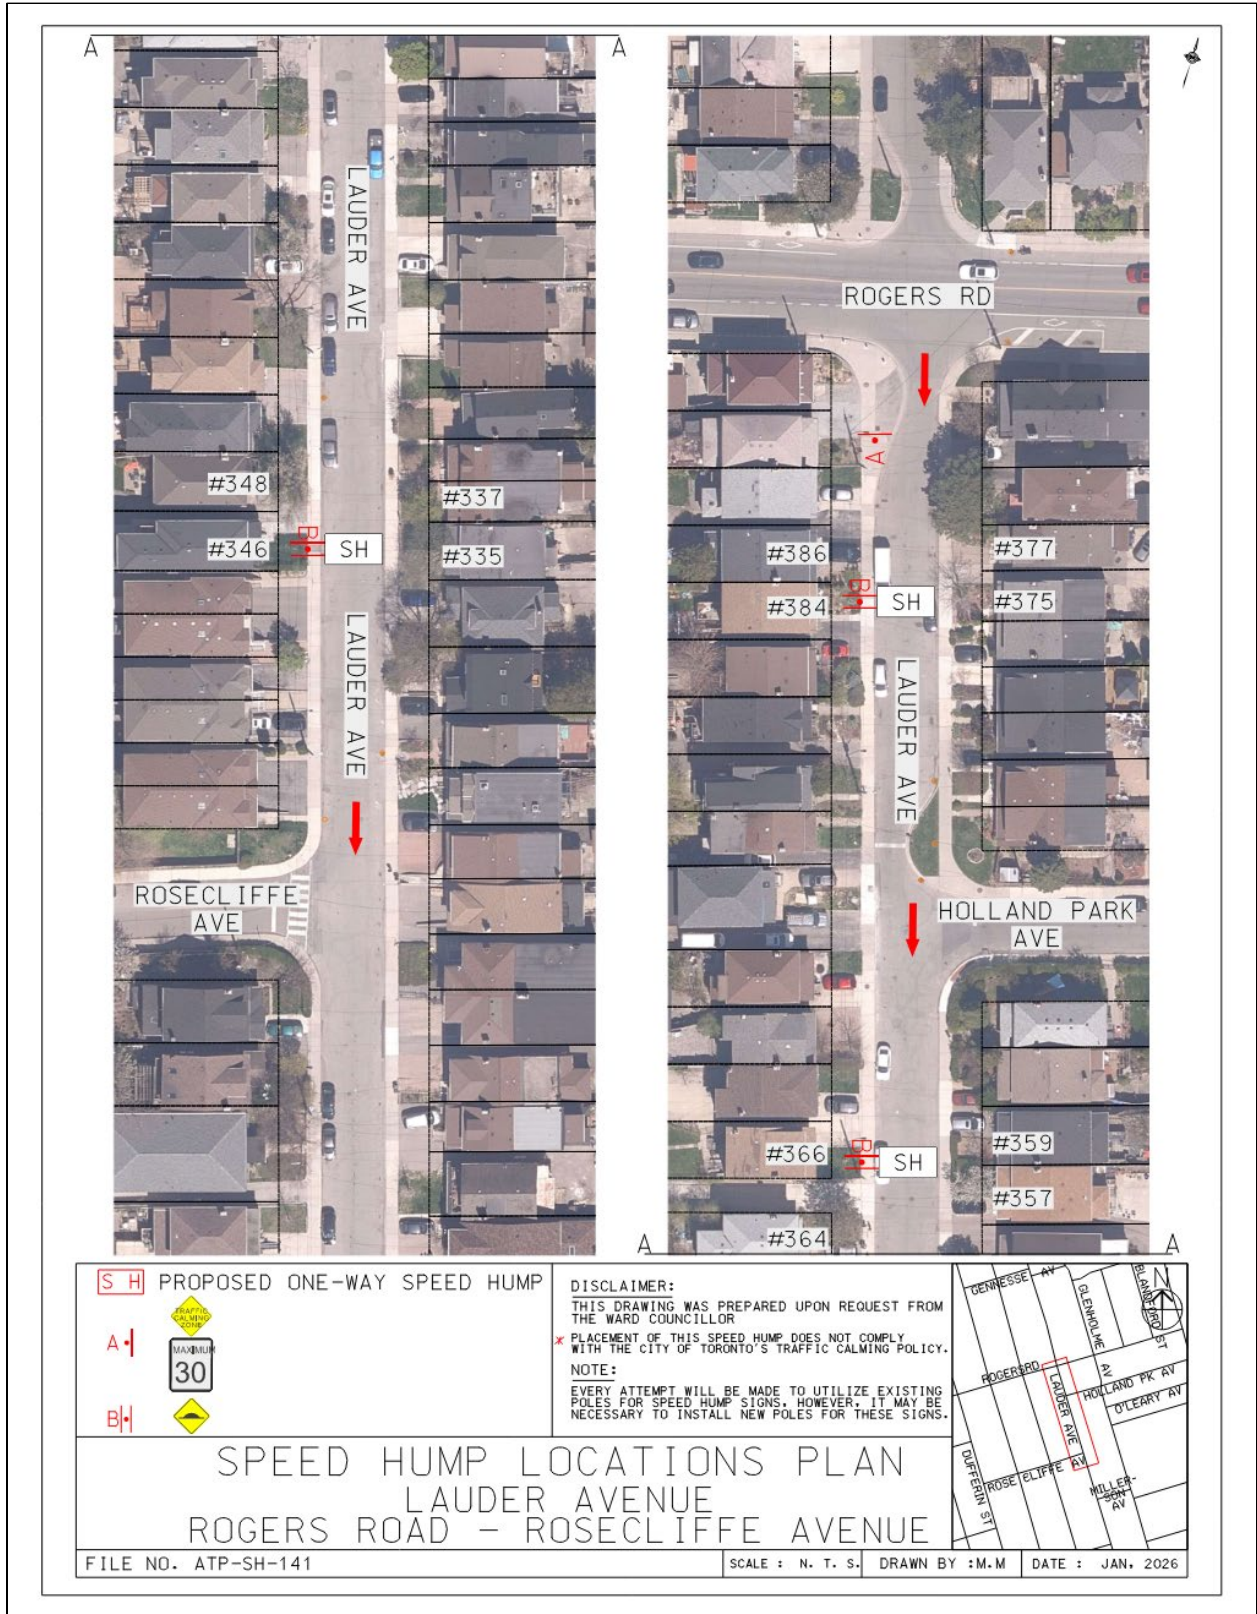 A
A
LAUDER AVE
#348
#337
B
#346
SH
#335
LAUDER AVE
ROSECLIFFE
AVE
ROGERS RD
A
#386
#377
B
#384
SH
#375
LAUDER AVE
HOLLAND PARK
AVE
B
#366
SH
#359
#357
#364
A
A
S H PROPOSED ONE-WAY SPEED HUMP
A
TRAFFIC
CALMING
ZONE
MAXIMUM
30
B
DISCLAIMER:
THIS DRAWING WAS PREPARED UPON REQUEST FROM
THE WARD COUNCILLOR
* PLACEMENT OF THIS SPEED HUMP DOES NOT COMPLY
WITH THE CITY OF TORONTO'S TRAFFIC CALMING POLICY.
NOTE:
EVERY ATTEMPT WILL BE MADE TO UTILIZE EXISTING
POLES FOR SPEED HUMP SIGNS. HOWEVER, IT MAY BE
NECESSARY TO INSTALL NEW POLES FOR THESE SIGNS.
GENNESSE AV
GLENHOLME AV
BLANDFORD ST
N
ROGERSRD
LAUDER AVE
HOLLAND PK AV
O'LEARY AV
DUFFERIN ST
ROSE CLIFFE AV
MILLER-
SON
AV
SPEED HUMP LOCATIONS PLAN
LAUDER AVENUE
ROGERS ROAD - ROSECLIFFE AVENUE
FILE NO. ATP-SH-141
SCALE : N. T. S.
DRAWN BY :M.M
DATE : JAN, 2026